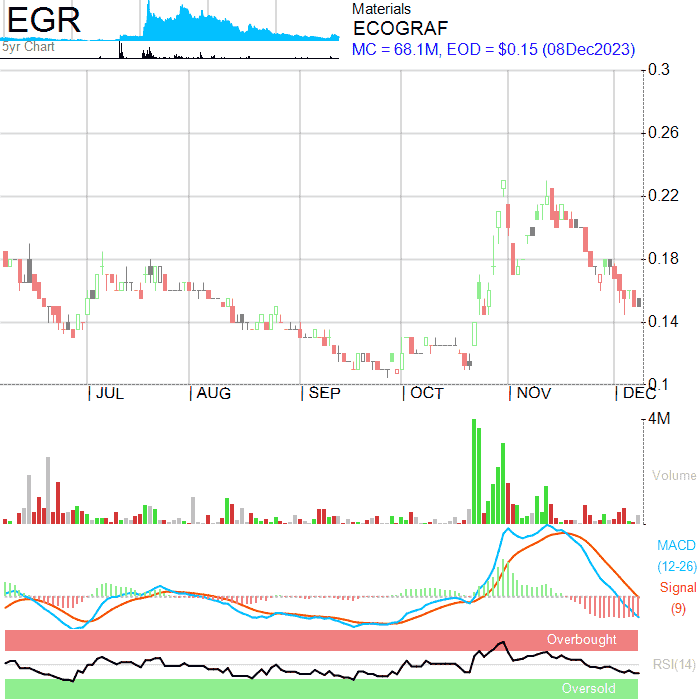 EGR
5yr Chart
Materials
ECOGRAF
MC = 68.1M, EOD = $0.15 (08Dec2023)
0.3
0.26
0.22
0.18
0.14
0.1
JUL AUG SEP OCT NOV DEC
4M
Volume
MACD
(12-26)
Signal
(9)
Overbought
RSI(14)
Oversold